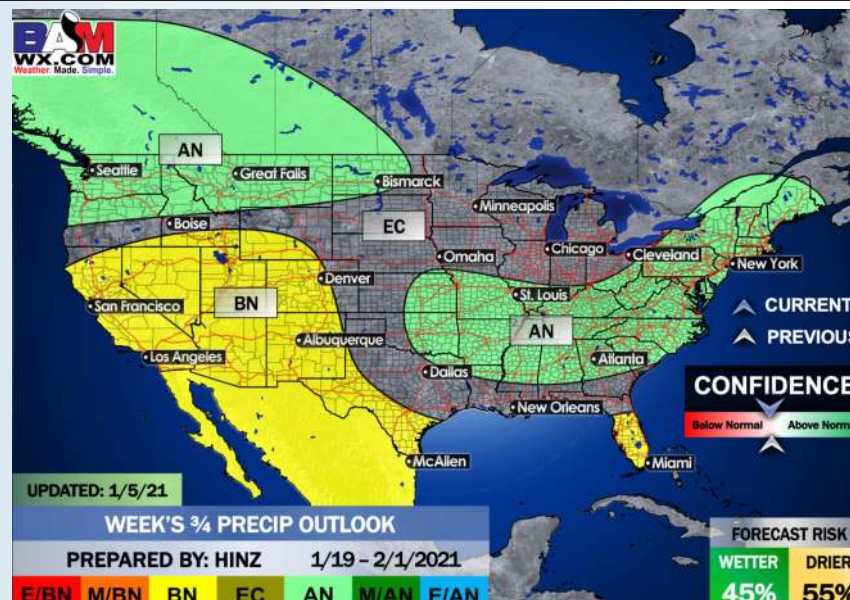 BAM
WX.COM
Weather. Made. Simple.
AN
Seattle
Great Falls
Bismarck
Boise
EC
Minneapolis
Omaha
Chicago
Cleveland
New York
Denver
San Francisco
BN
St. Louis
AN
Albuquerque
Los Angeles
Atlanta
Dallas
New Orleans
McAllen
Miami
CURRENT
PREVIOUS
CONFIDENCE
Below Normal Above Norm
UPDATED: 1/5/21
WEEK'S ¾ PRECIP OUTLOOK
PREPARED BY: HINZ 1/19 – 2/1/2021
E/BN M/BN BN EC AN M/AN E/AN
FORECAST RISK
WETTER DRIER
45% 55%